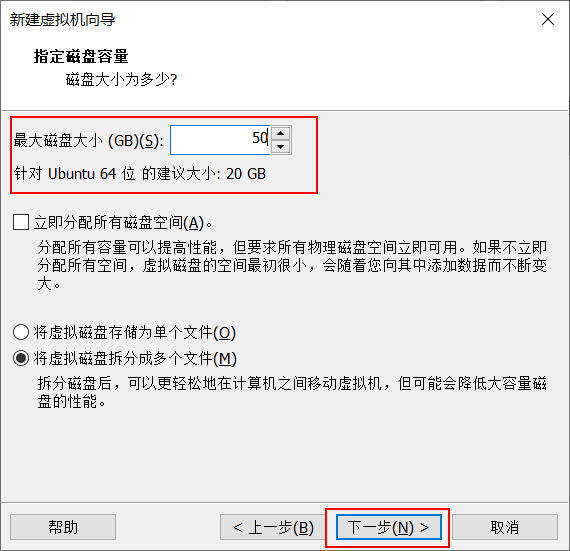 新建虚拟机向导
指定磁盘容量
磁盘大小为多少?
最大磁盘大小 (GB)(S): 50
针对 Ubuntu 64 位 的建议大小: 20 GB
立即分配所有磁盘空间(A)。
分配所有容量可以提高性能，但要求所有物理磁盘空间立即可用。如果不立即
分配所有空间，虚拟磁盘的空间最初很小，会随着您向其中添加数据而不断变
大。
将虚拟磁盘存储为单个文件(O)
将虚拟磁盘拆分成多个文件(M)
拆分磁盘后，可以更轻松地在计算机之间移动虚拟机，但可能会降低大容量磁
盘的性能。
帮助 < 上一步(B) 下一步(N) > 取消